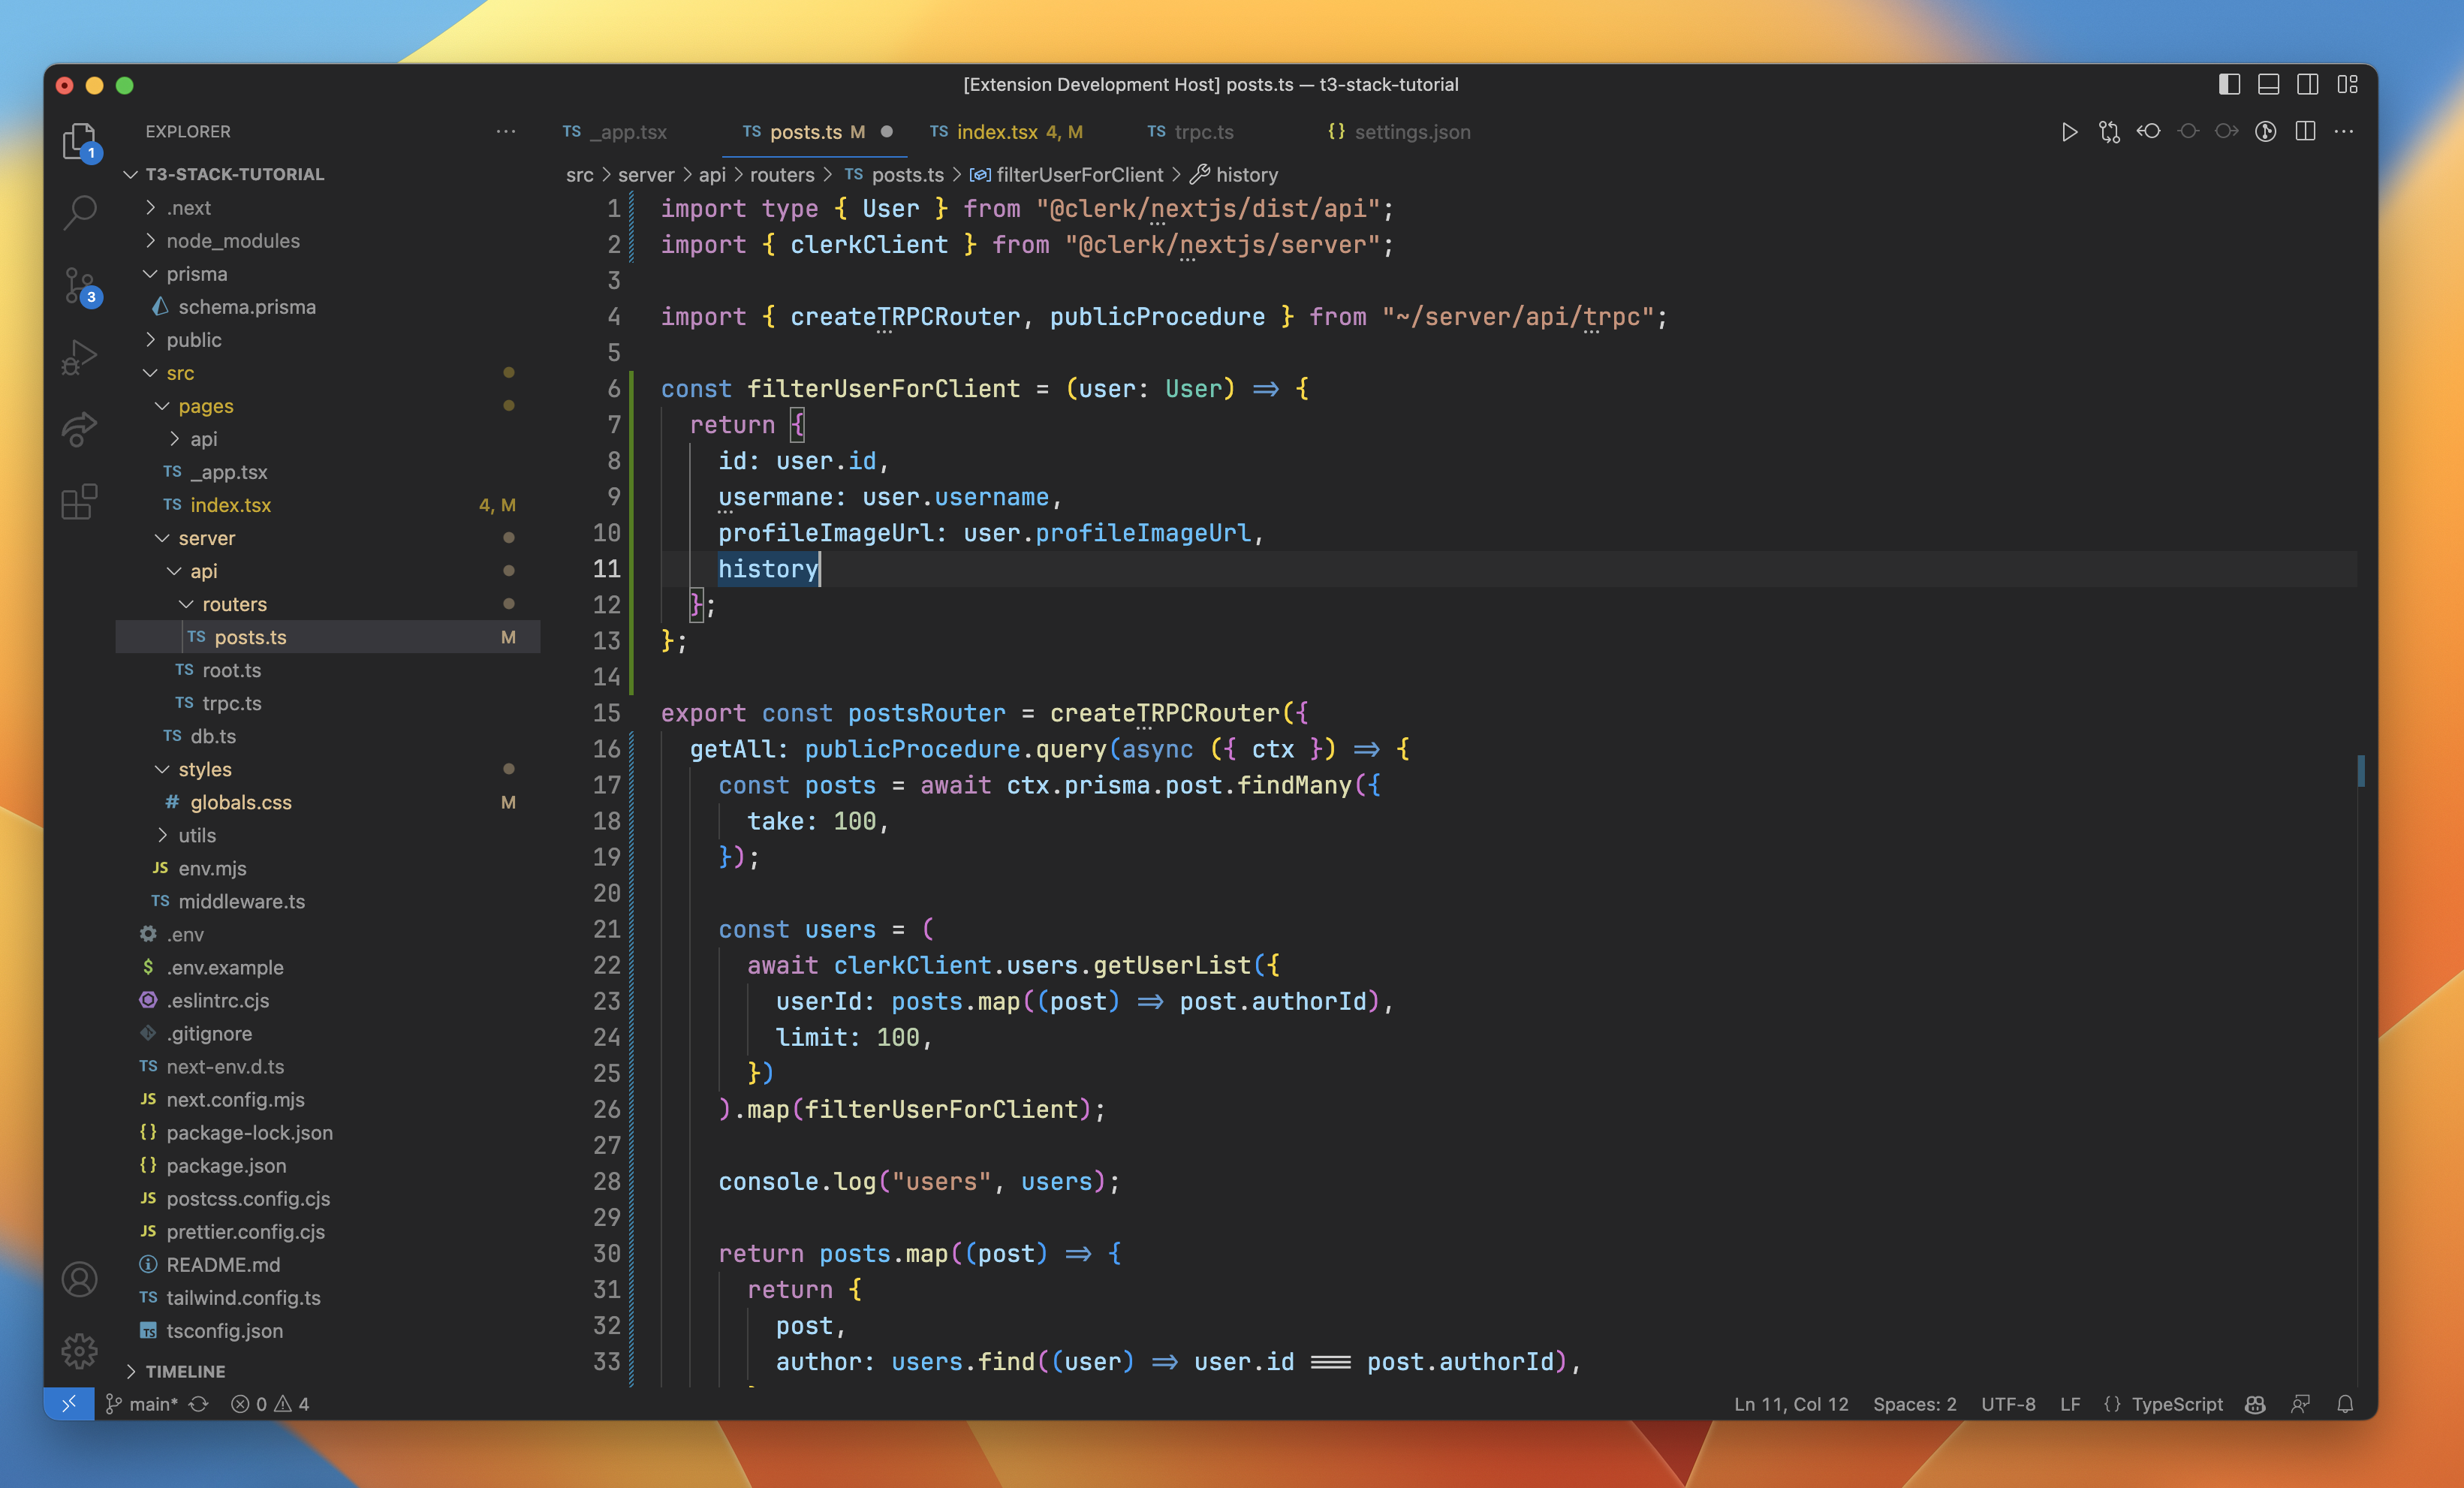 [Extension Development Host] posts.ts — t3-stack-tutorial
EXPLORER
T3-STACK-TUTORIAL
.next
node_modules
prisma
schema.prisma
public
src
pages
api
TS _app.tsx
TS index.tsx 4, M
server
api
routers
TS posts.ts M
TS root.ts
TS trpc.ts
TS db.ts
styles
# globals.css M
utils
JS env.mjs
TS middleware.ts
.env
$ .env.example
.eslintrc.cjs
.gitignore
TS next-env.d.ts
JS next.config.mjs
{} package-lock.json
{} package.json
JS postcss.config.cjs
JS prettier.config.cjs
README.md
TS tailwind.config.ts
TS tsconfig.json
TIMELINE
1
3
TS _app.tsx TS posts.ts M TS index.tsx 4, M TS trpc.ts {} settings.json
src > server > api > routers > TS posts.ts > filterUserForClient > history
1 import type { User } from "@clerk/nextjs/dist/api";
2 import { clerkClient } from "@clerk/nextjs/server";
3
4 import { createTRPCRouter, publicProcedure } from "~/server/api/trpc";
5
6 const filterUserForClient = (user: User) => {
7 return {
8 id: user.id,
9 usermane: user.username,
10 profileImageUrl: user.profileImageUrl,
11 history
12 };
13 };
14
15 export const postsRouter = createTRPCRouter({
16 getAll: publicProcedure.query(async ({ ctx }) => {
17 const posts = await ctx.prisma.post.findMany({
18 take: 100,
19 });
20
21 const users = (
22 await clerkClient.users.getUserList({
23 userId: posts.map((post) => post.authorId),
24 limit: 100,
25 })
26 ).map(filterUserForClient);
27
28 console.log("users", users);
29
30 return posts.map((post) => {
31 return {
32 post,
33 author: users.find((user) => user.id === post.authorId),
main* 0 4 Ln 11, Col 12 Spaces: 2 UTF-8 LF {} TypeScript